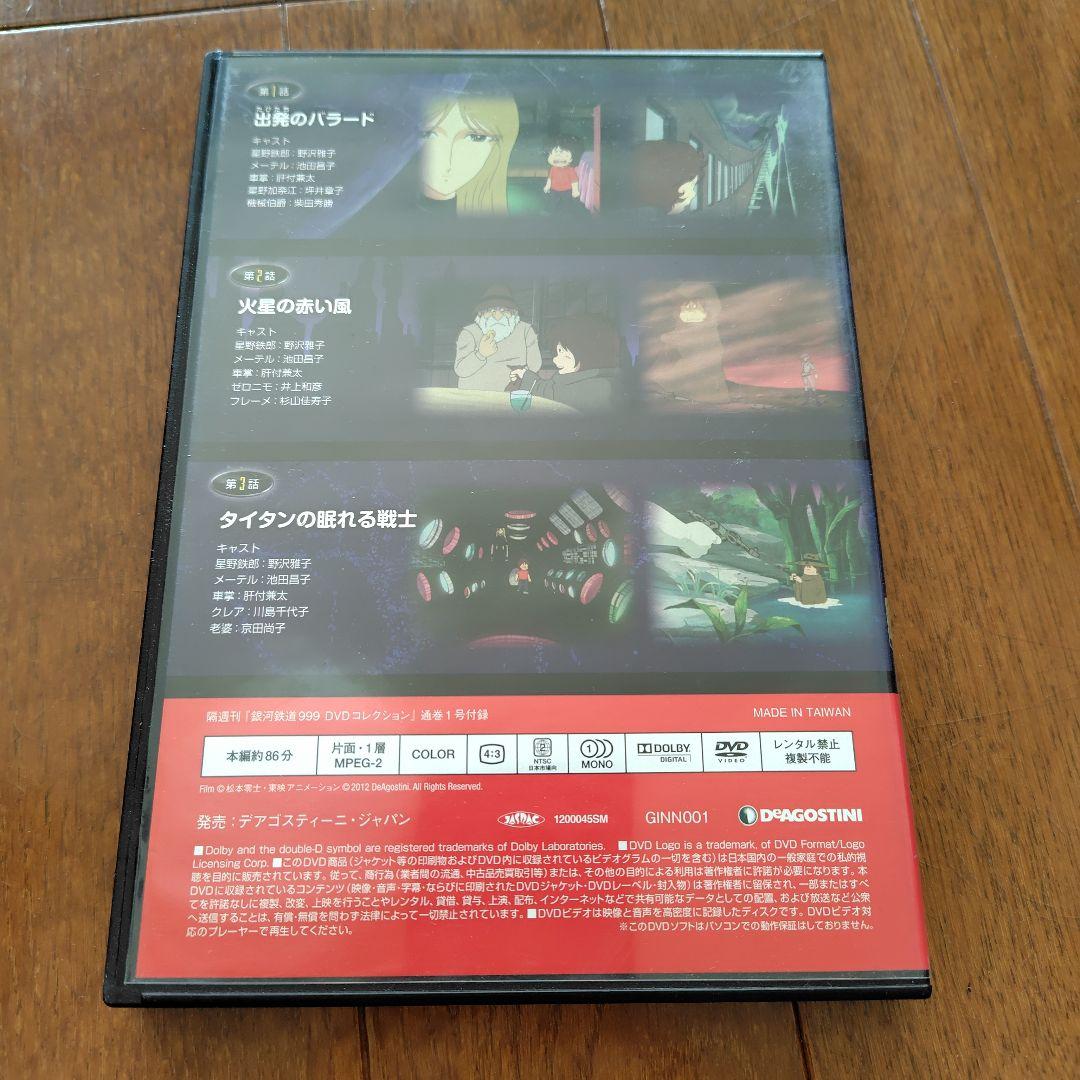 第1話
たびだち
出発のバラード
キャスト
星野鉄郎：野沢雅子
メーテル：池田昌子
車掌：肝付兼太
星野加奈江：坪井章子
機械伯爵：柴田秀勝
第2話
火星の赤い風
キャスト
星野鉄郎：野沢雅子
メーテル：池田昌子
車掌：肝付兼太
ゼロニモ：井上和彦
フレーメ：杉山佳寿子
第3話
タイタンの眠れる戦士
キャスト
星野鉄郎：野沢雅子
メーテル：池田昌子
車掌：肝付兼太
クレア：川島千代子
老婆：京田尚子
隔週刊『銀河鉄道999 DVDコレクション』通巻1号付録
MADE IN TAIWAN
本編約86分
片面・1層
MPEG-2
COLOR
4:3
2
NTSC
日本市場向
1
MONO
DOLBY
DIGITAL
DVD
VIDEO
レンタル禁止
複製不能
Film © 松本零士・東映アニメーション © 2012 DeAgostini. All Rights Reserved.
発売：デアゴスティーニ・ジャパン
JASRAC
1200045SM
GINN001
DeAGOSTINI
■Dolby and the double-D symbol are registered trademarks of Dolby Laboratories. ■DVD Logo is a trademark, of DVD Format/Logo
Licensing Corp. ■このDVD商品（ジャケット等の印刷物およびDVD内に収録されているビデオグラムの一切を含む）は日本国内の一般家庭での私的視
聴を目的に販売されています。従って、商行為（業者間の流通、中古品売買取引等）または、その他の目的による利用は著作権者に許諾が必要になります。本
DVDに収録されているコンテンツ（映像・音声・字幕・ならびに印刷されたDVDジャケット・DVDレーベル・封入物）は著作権者に留保され、一部またはすべ
てを許諾なしに複製、改変、上映を行うことやレンタル、貸借、貸与、上演、配布、インターネットなどで共有可能なデータとしての配置、および放送など公衆
へ送信することは、有償・無償を問わず法律によって一切禁止されています。■DVDビデオは映像と音声を高密度に記録したディスクです。DVDビデオ対
応のプレーヤーで再生してください。
※このDVDソフトはパソコンでの動作保証はしておりません。